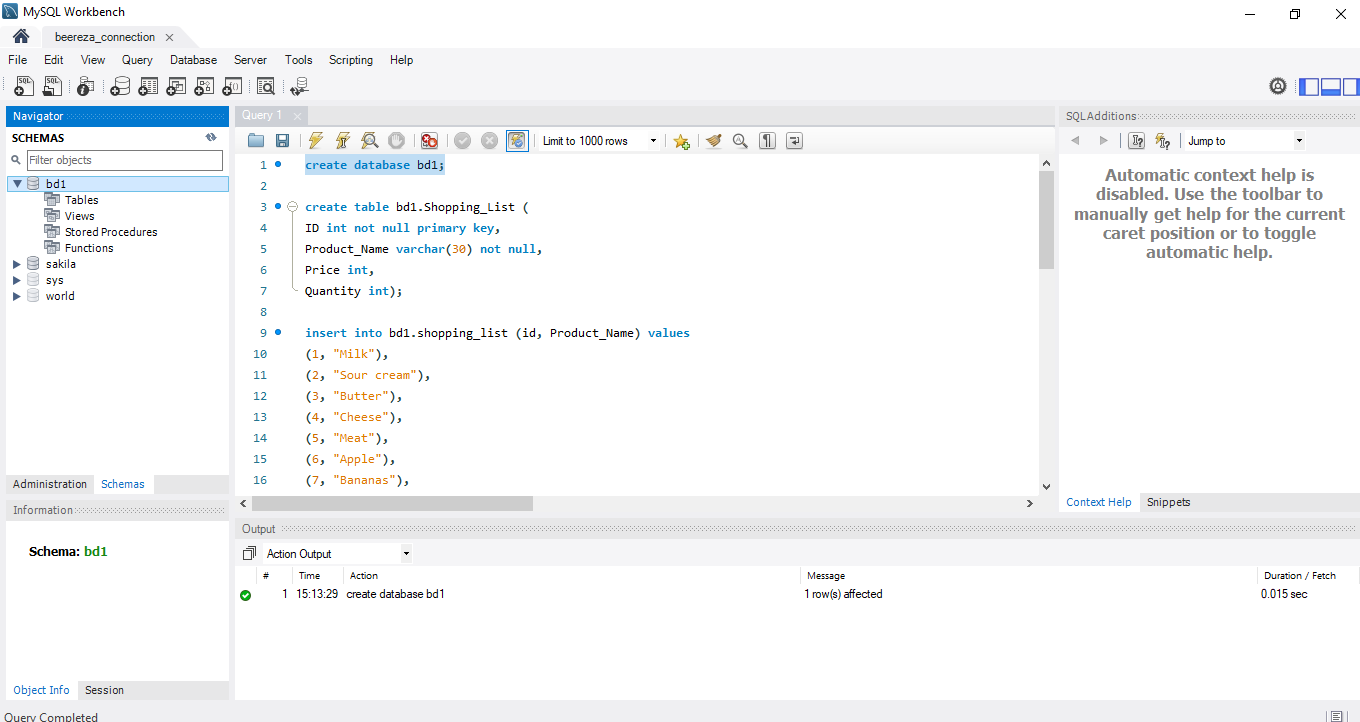 MySQL Workbench
beereza_connection
File Edit View Query Database Server Tools Scripting Help
Navigator
SCHEMAS
Filter objects
bd1
Tables
Views
Stored Procedures
Functions
sakila
sys
world
Administration Schemas
Information
Schema: bd1
Object Info Session
Query 1
Limit to 1000 rows
1 create database bd1;
2
3 create table bd1.Shopping_List (
4 ID int not null primary key,
5 Product_Name varchar(30) not null,
6 Price int,
7 Quantity int);
8
9 insert into bd1.shopping_list (id, Product_Name) values
10 (1, "Milk"),
11 (2, "Sour cream"),
12 (3, "Butter"),
13 (4, "Cheese"),
14 (5, "Meat"),
15 (6, "Apple"),
16 (7, "Bananas"),
SQLAdditions
Jump to
Automatic context help is
disabled. Use the toolbar to
manually get help for the current
caret position or to toggle
automatic help.
Context Help Snippets
Output
Action Output
# Time Action Message Duration / Fetch
1 15:13:29 create database bd1 1 row(s) affected 0.015 sec
Query Completed